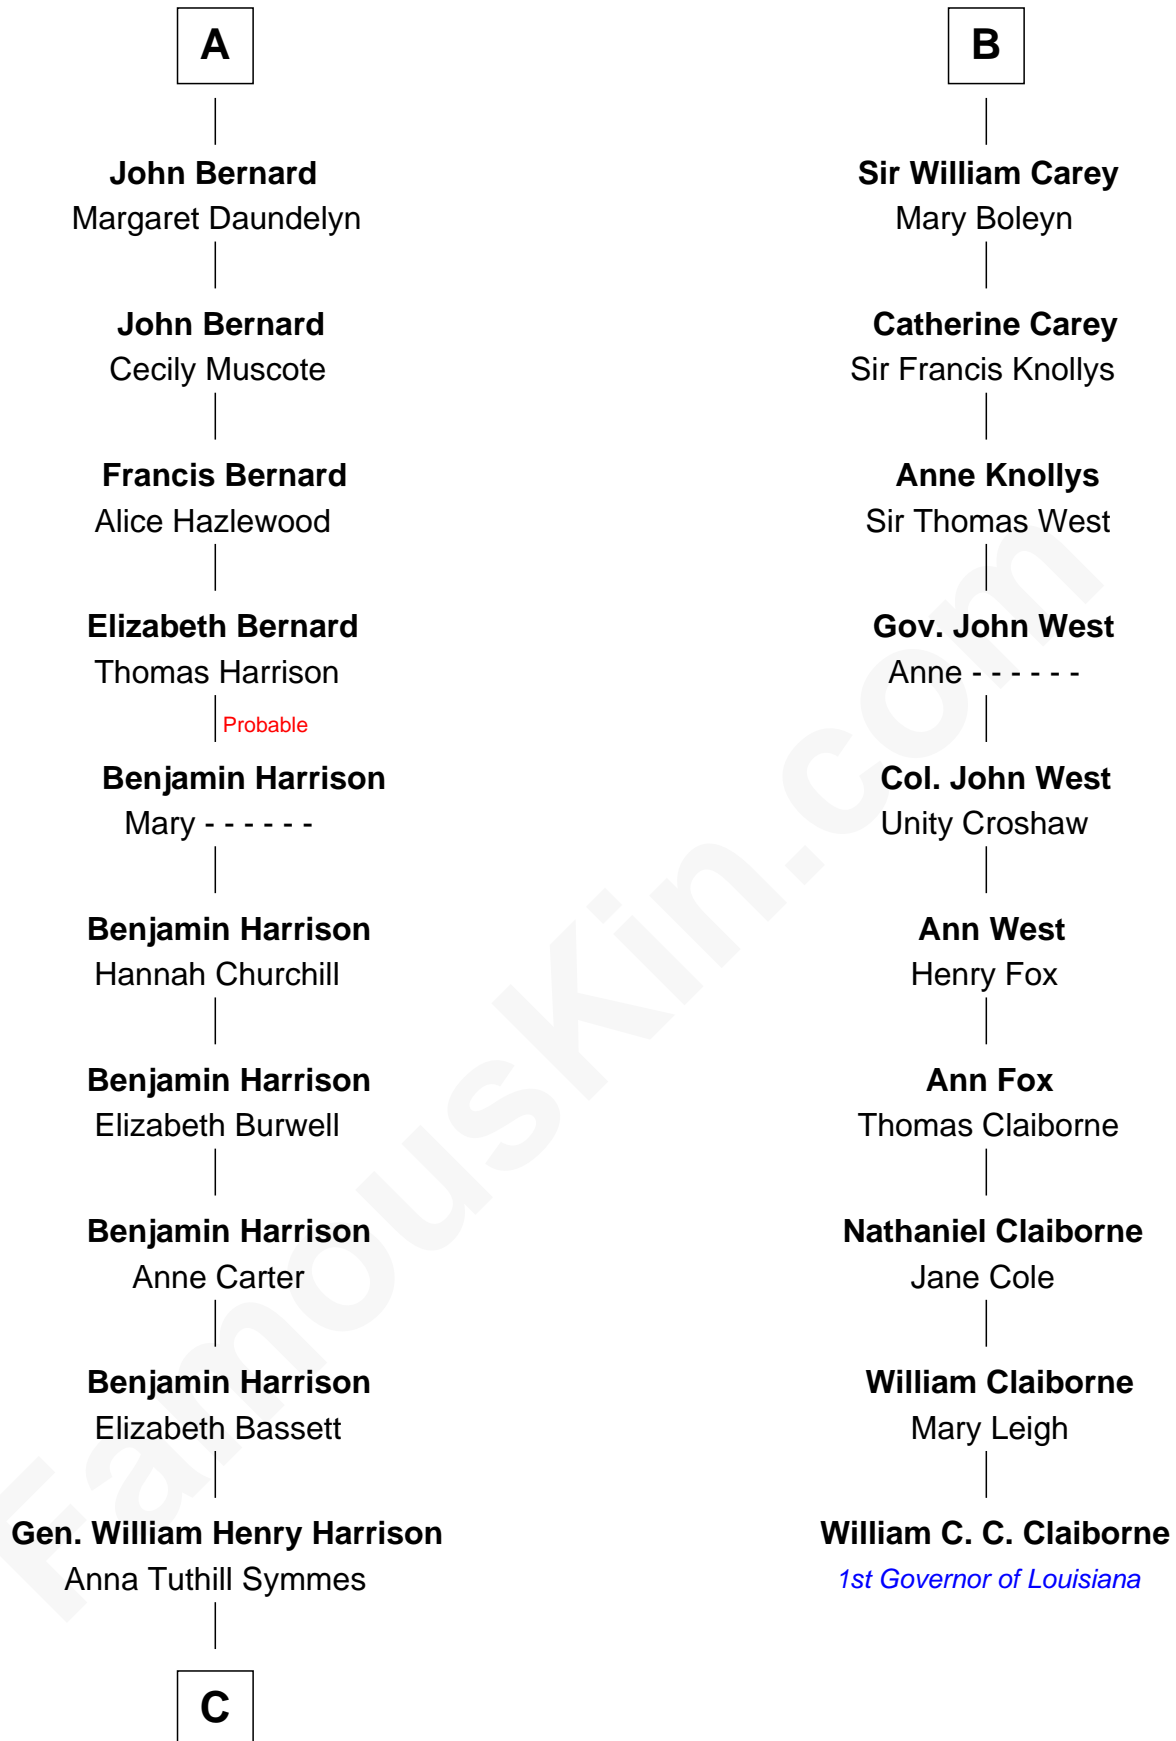 A
John Bernard
Margaret Daundelyn
John Bernard
Cecily Muscote
Francis Bernard
Alice Hazlewood
Elizabeth Bernard
Thomas Harrison
Probable
Benjamin Harrison
Mary - - - - - -
Benjamin Harrison
Hannah Churchill
Benjamin Harrison
Elizabeth Burwell
Benjamin Harrison
Anne Carter
Benjamin Harrison
Elizabeth Bassett
Gen. William Henry Harrison
Anna Tuthill Symmes
C
B
Sir William Carey
Mary Boleyn
Catherine Carey
Sir Francis Knollys
Anne Knollys
Sir Thomas West
Gov. John West
Anne - - - - - -
Col. John West
Unity Croshaw
Ann West
Henry Fox
Ann Fox
Thomas Claiborne
Nathaniel Claiborne
Jane Cole
William Claiborne
Mary Leigh
William C. C. Claiborne
1st Governor of Louisiana
FamousKin.com